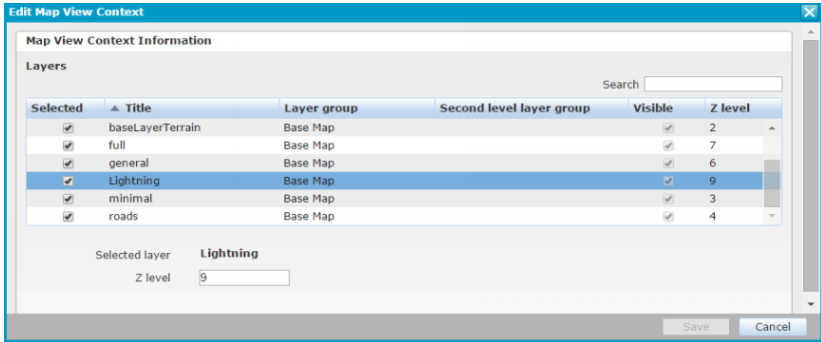 Edit Map View Context
Map View Context Information
Layers
Search
Selected Title Layer group Second level layer group Visible Z level
baseLayerTerrain Base Map 2
full Base Map 7
general Base Map 6
Lightning Base Map 9
minimal Base Map 3
roads Base Map 4
Selected layer Lightning
Z level 9
Save Cancel